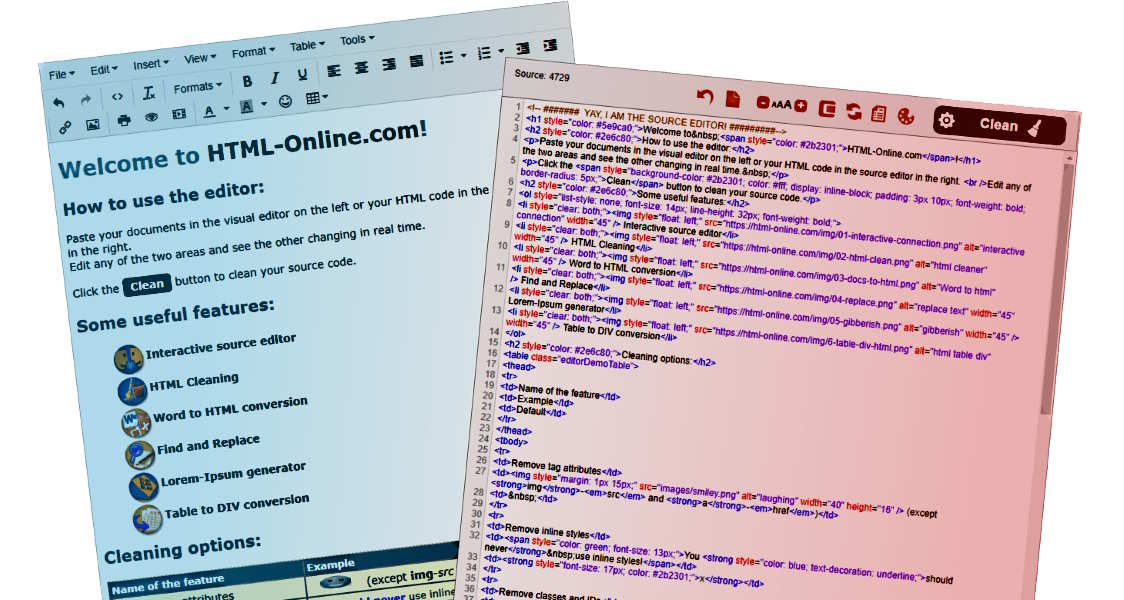 File Edit Insert View Format Table Tools
Formats B I U
A A
Welcome to HTML-Online.com!
How to use the editor:
Paste your documents in the visual editor on the left or your HTML code in the
in the right.
Edit any of the two areas and see the other changing in real time.
Click the Clean button to clean your source code.
Some useful features:
Interactive source editor
HTML Cleaning
Word to HTML conversion
Find and Replace
Lorem-Ipsum generator
Table to DIV conversion
Cleaning options:
Name of the feature Example
attributes (except img-src
never use inline
Source: 4729
AAA Clean
1 <!-- ####### YAY, I AM THE SOURCE EDITOR! #########-->
2 <h1 style="color: #5e9ca0;">Welcome to&nbsp;<span style="color: #2b2301;">HTML-Online.com</span>!</h1>
3 <h2 style="color: #2e6c80;">How to use the editor:</h2>
4 <p>Paste your documents in the visual editor on the left or your HTML code in the source editor in the right. <br />Edit any of
the two areas and see the other changing in real time.&nbsp;</p>
5 <p>Click the <span style="background-color: #2b2301; color: #fff; display: inline-block; padding: 3px 10px; font-weight: bold;
border-radius: 5px;">Clean</span> button to clean your source code.</p>
6 <h2 style="color: #2e6c80;">Some useful features:</h2>
7 <ol style="list-style: none; font-size: 14px; line-height: 32px; font-weight: bold;">
8 <li style="clear: both;"><img style="float: left;" src="https://html-online.com/img/01-interactive-connection.png" alt="interactive
connection" width="45" /> Interactive source editor</li>
9 <li style="clear: both;"><img style="float: left;" src="https://html-online.com/img/02-html-clean.png" alt="html cleaner"
width="45" /> HTML Cleaning</li>
10 <li style="clear: both;"><img style="float: left;" src="https://html-online.com/img/03-docs-to-html.png" alt="Word to html"
width="45" /> Word to HTML conversion</li>
11 <li style="clear: both;"><img style="float: left;" src="https://html-online.com/img/04-replace.png" alt="replace text" width="45"
/> Find and Replace</li>
12 <li style="clear: both;"><img style="float: left;" src="https://html-online.com/img/05-gibberish.png" alt="gibberish" width="45" />
Lorem-Ipsum generator</li>
13 <li style="clear: both;"><img style="float: left;" src="https://html-online.com/img/6-table-div-html.png" alt="html table div"
width="45" /> Table to DIV conversion</li>
14 </ol>
15 <h2 style="color: #2e6c80;">Cleaning options:</h2>
16 <table class="editorDemoTable">
17 <thead>
18 <tr>
19 <td>Name of the feature</td>
20 <td>Example</td>
21 <td>Default</td>
22 </tr>
23 </thead>
24 <tbody>
25 <tr>
26 <td>Remove tag attributes</td>
27 <td><img style="margin: 1px 15px;" src="images/smiley.png" alt="laughing" width="40" height="16" /> (except
<strong>img</strong>-<em>src</em> and <strong>a</strong>-<em>href</em>)</td>
28 <td>&nbsp;</td>
29 </tr>
30 <tr>
31 <td>Remove inline styles</td>
32 <td><span style="color: green; font-size: 13px;">You <strong style="color: blue; text-decoration: underline;">should
never</strong>&nbsp;use inline styles!</span></td>
33 <td><strong style="font-size: 17px; color: #2b2301;">x</strong></td>
34 </tr>
35 <tr>
36 <td>Remove classes and IDs</td>
37